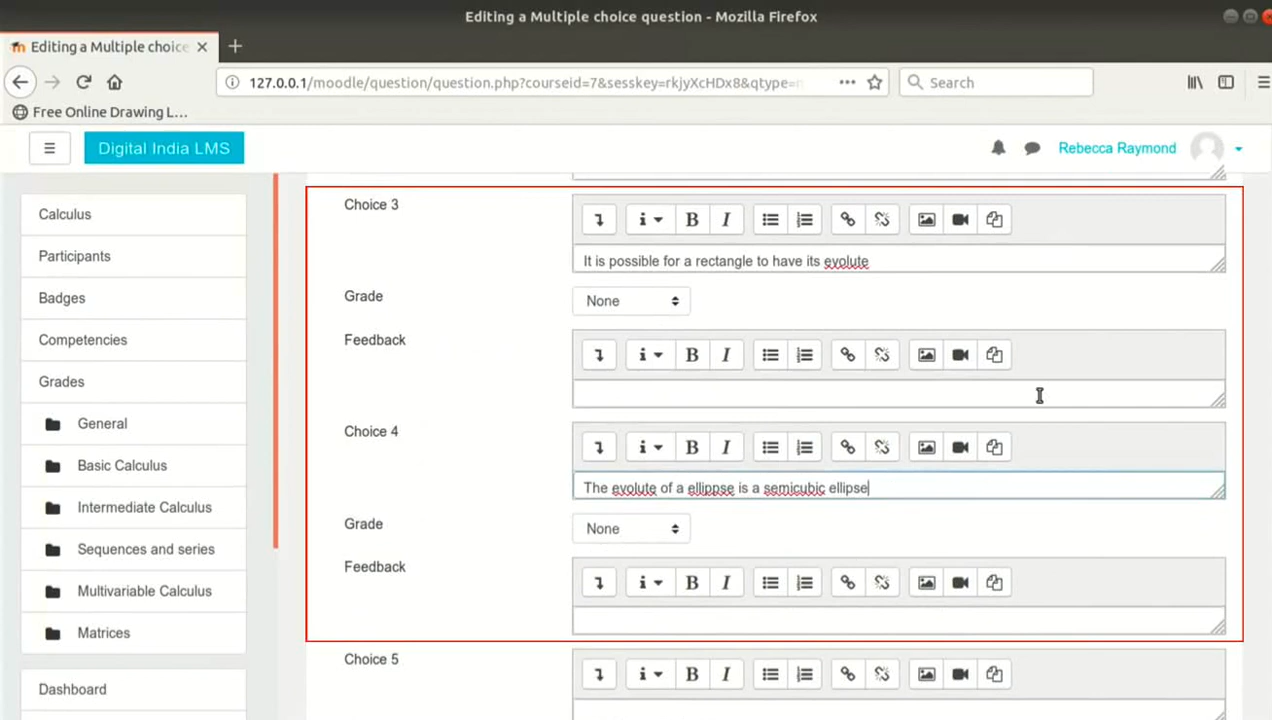 Editing a Multiple choice question - Mozilla Firefox
Editing a Multiple choice
127.0.0.1/moodle/question/question.php?courseid=7&sesskey=rkjyXcHDx8&qtype=
Search
Free Online Drawing L...
Digital India LMS
Rebecca Raymond
Calculus
Participants
Badges
Competencies
Grades
General
Basic Calculus
Intermediate Calculus
Sequences and series
Multivariable Calculus
Matrices
Dashboard
Choice 3
B I
It is possible for a rectangle to have its evolute
Grade
None
Feedback
B I
Choice 4
B I
The evolute of a ellippse is a semicubic ellipse
Grade
None
Feedback
B I
Choice 5
B I